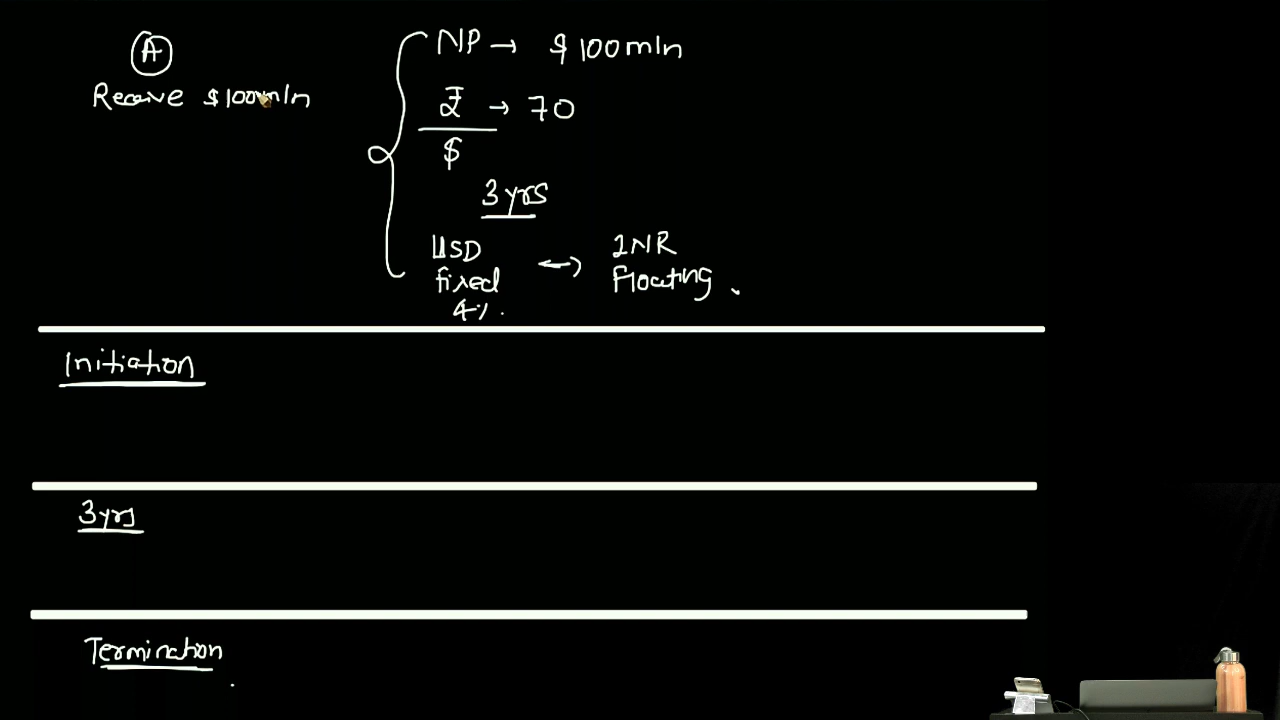 A
Receive $100mln
NP → $100mln
₹ → 70
$
3yrs
USD ↔ INR
fixed floating.
4%.
Initiation
3yrs
Termination